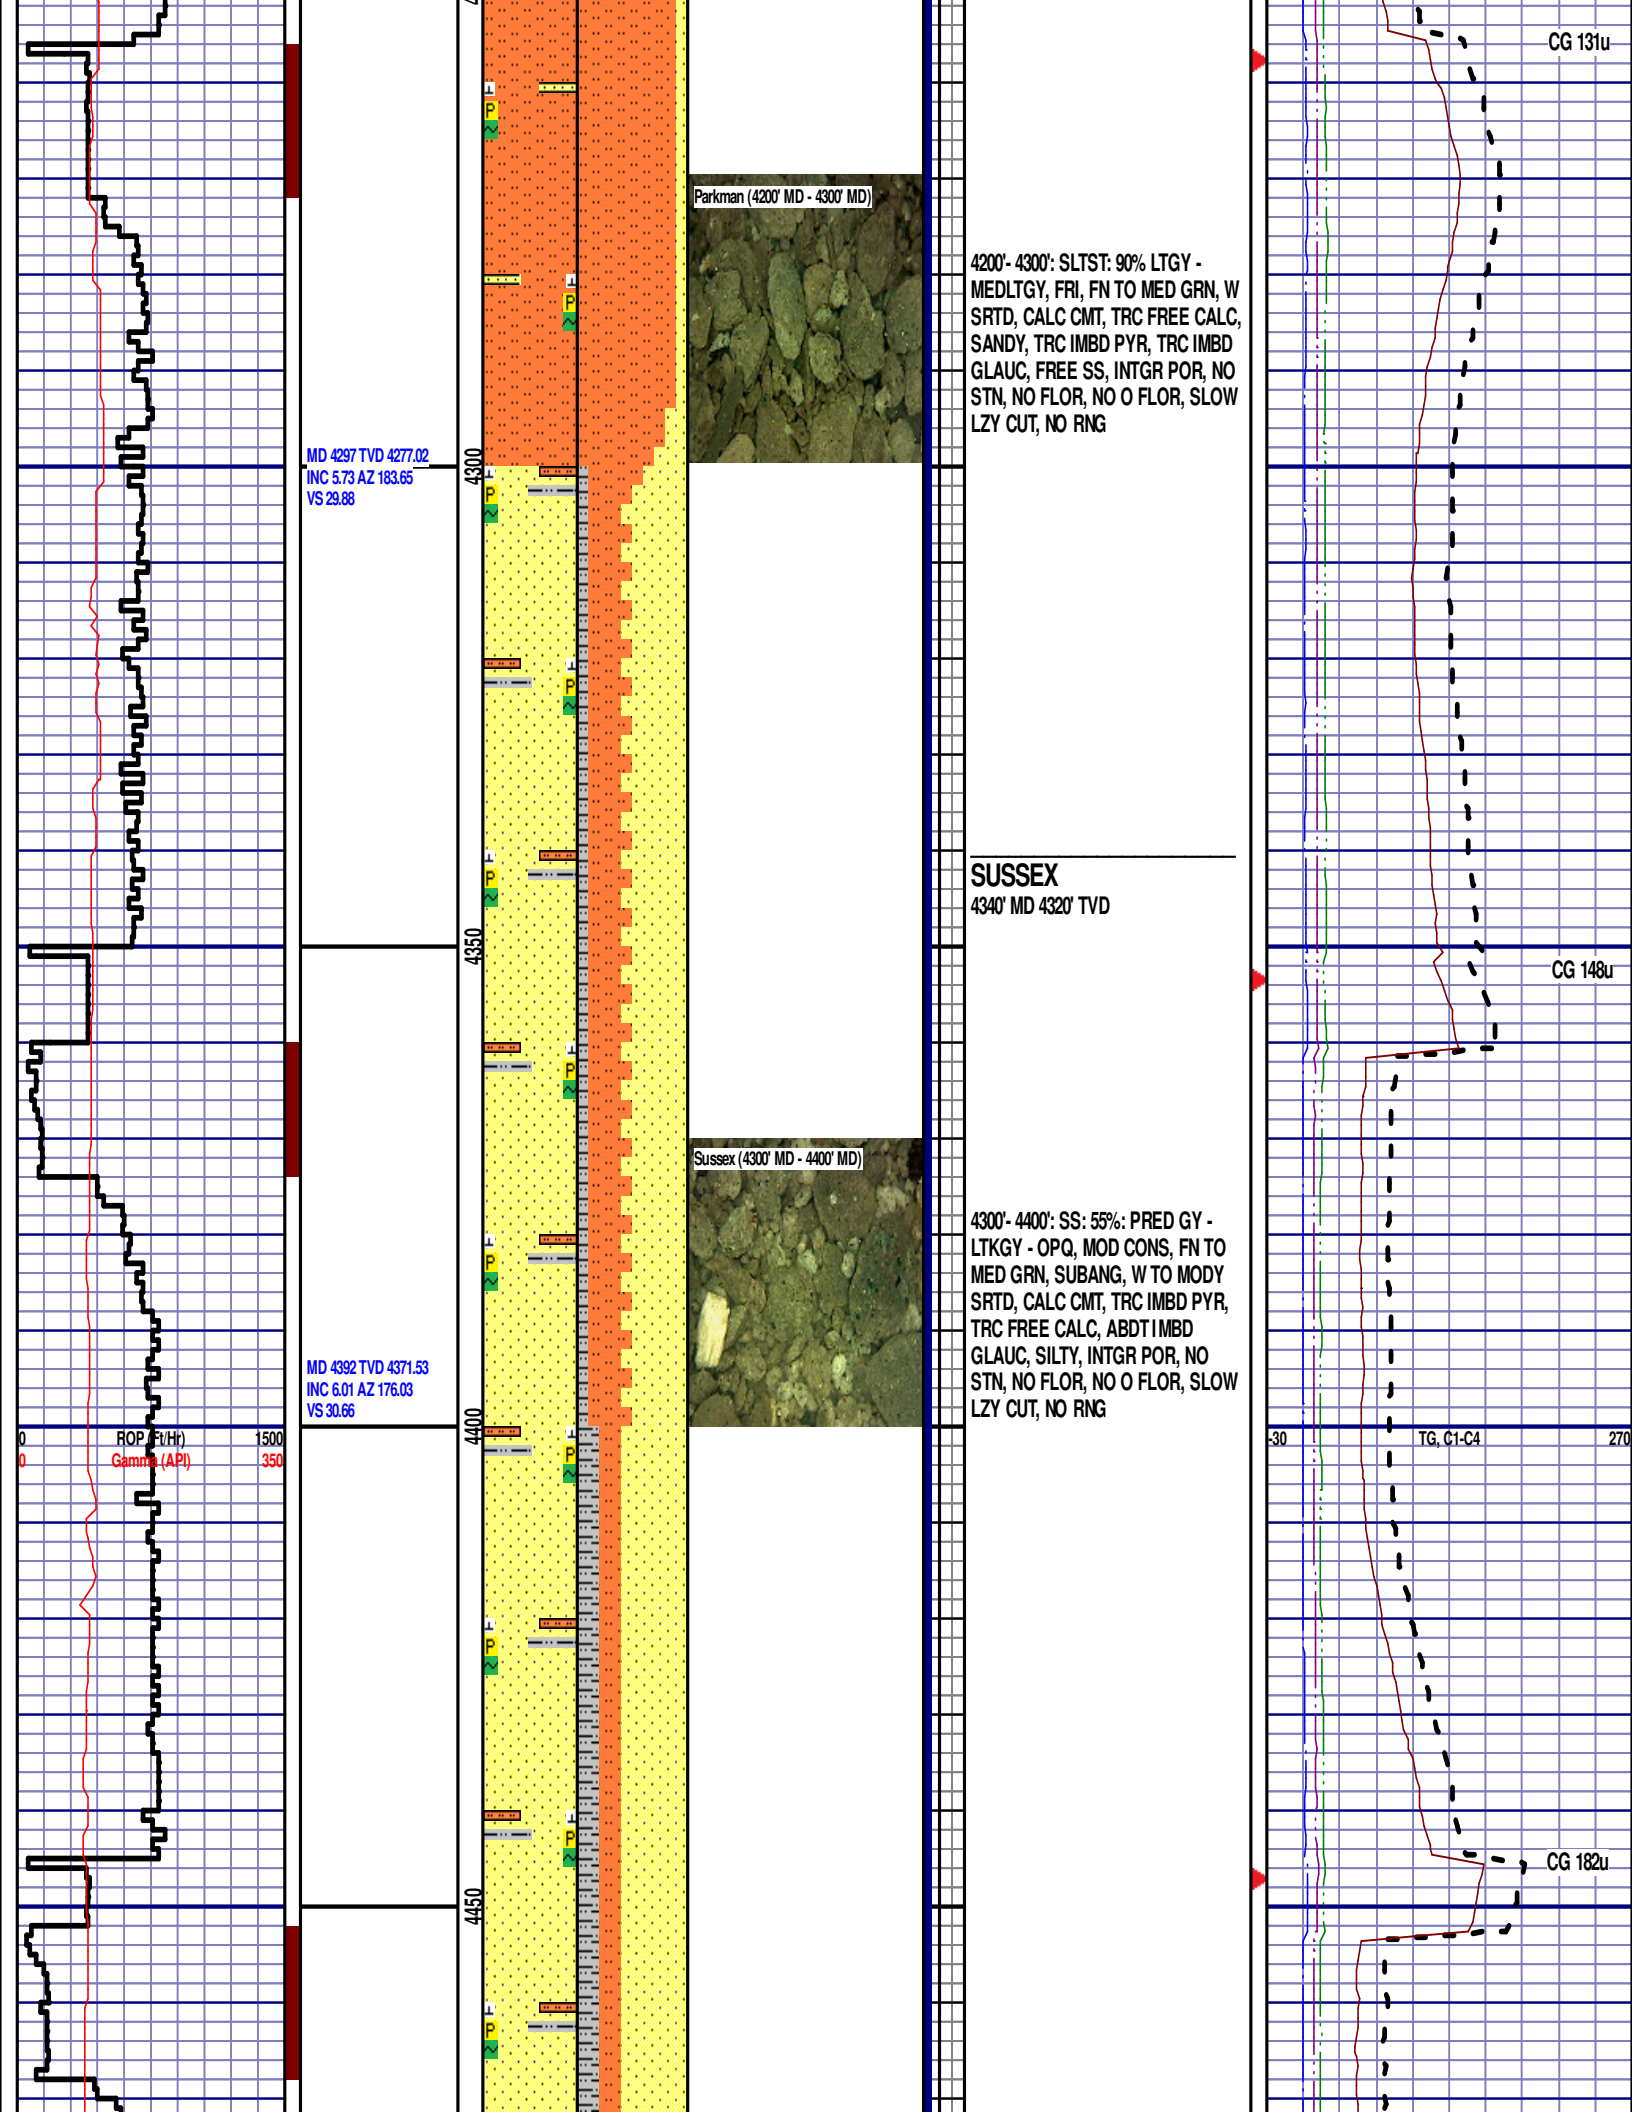 CG 131u
Parkman (4200' MD - 4300' MD)
4200'- 4300': SLTST: 90% LTGY -
MEDLTGY, FRI, FN TO MED GRN, W
SRTD, CALC CMT, TRC FREE CALC,
SANDY, TRC IMBD PYR, TRC IMBD
GLAUC, FREE SS, INTGR POR, NO
STN, NO FLOR, NO O FLOR, SLOW
LZY CUT, NO RNG
P
P
MD 4297 TVD 4277.02
INC 5.73 AZ 183.65
VS 29.88
4300
P
P
P
SUSSEX
4340' MD 4320' TVD
4350
CG 148u
P
Sussex (4300' MD - 4400' MD)
4300'- 4400': SS: 55%: PRED GY -
LTKGY - OPQ, MOD CONS, FN TO
MED GRN, SUBANG, W TO MODY
SRTD, CALC CMT, TRC IMBD PYR,
TRC FREE CALC, ABDT IMBD
GLAUC, SILTY, INTGR POR, NO
STN, NO FLOR, NO O FLOR, SLOW
LZY CUT, NO RNG
P
MD 4392 TVD 4371.53
INC 6.01 AZ 176.03
VS 30.66
4400
0 ROP (Ft/Hr) 1500
0 Gamma (API) 350
-30 TG, C1-C4 270
P
P
P
CG 182u
4450
P